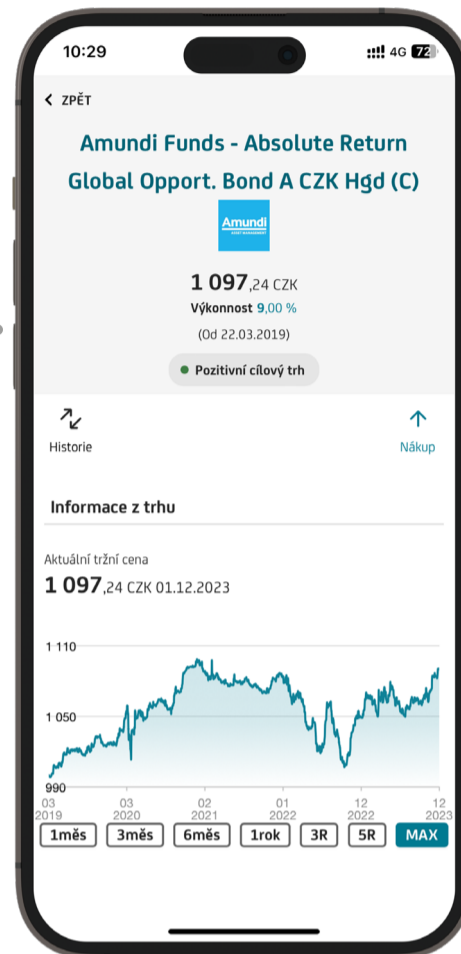 10:29
4G 72
ZPĚT
Amundi Funds - Absolute Return
Global Opport. Bond A CZK Hgd (C)
Amundi
ASSET MANAGEMENT
1 097,24 CZK
Výkonnost 9,00 %
(Od 22.03.2019)
Pozitivní cílový trh
Historie
Nákup
Informace z trhu
Aktuální tržní cena
1 097,24 CZK 01.12.2023
1 110
1 050
990
03 03 02 01 12 12
2019 2020 2021 2022 2022 2023
1měs 3měs 6měs 1rok 3R 5R MAX